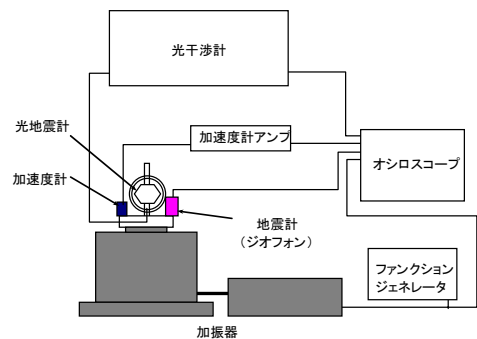 光干渉計
光地震計
加速度計アンプ
加速度計
オシロスコープ
地震計
（ジオフォン）
ファンクション
ジェネレータ
加振器